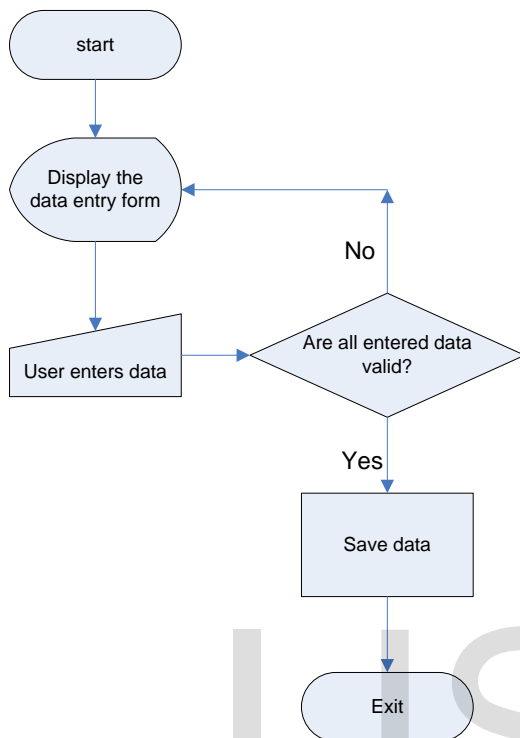 start
Display the
data entry form
No
Are all entered data
valid?
User enters data
Yes
Save data
Exit